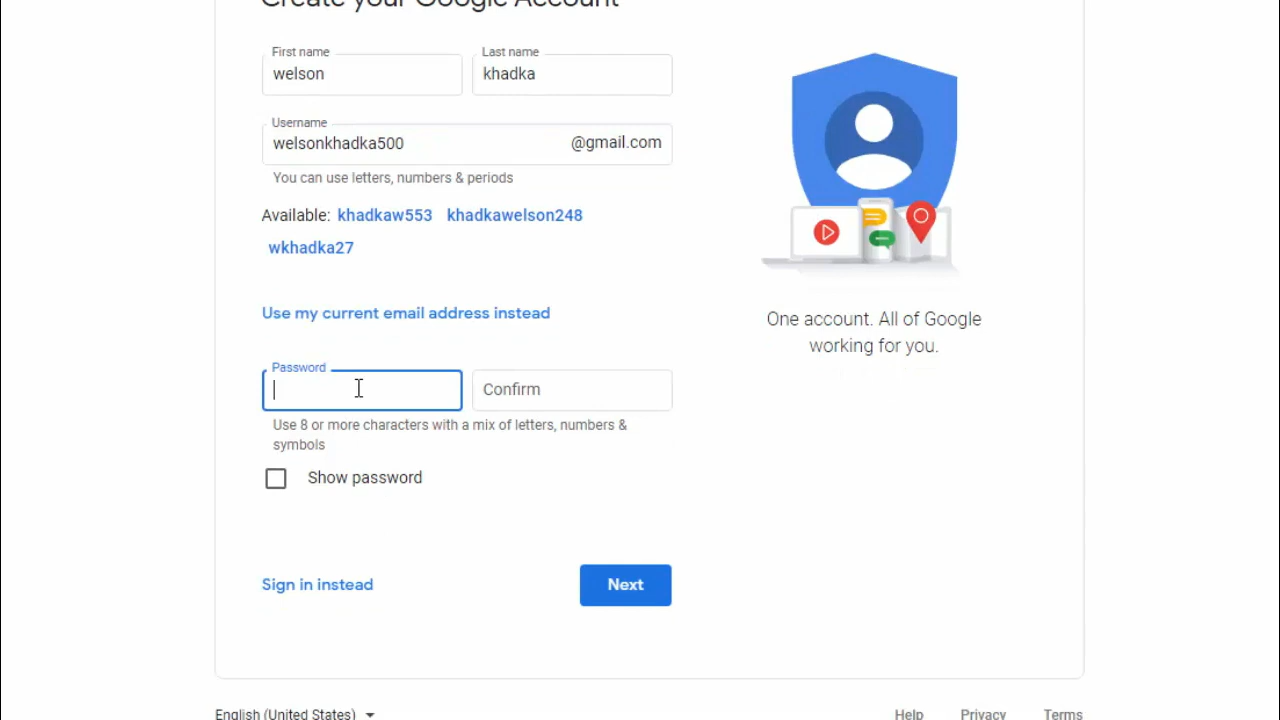 Create your Google Account
First name
Last name
welson
khadka
Username
welsonkhadka500
@gmail.com
You can use letters, numbers & periods
Available: khadkaw553 khadkawelson248
wkhadka27
Use my current email address instead
One account. All of Google
working for you.
Password
Confirm
Use 8 or more characters with a mix of letters, numbers &
symbols
Show password
Sign in instead
Next
English (United States)
Help Privacy Terms